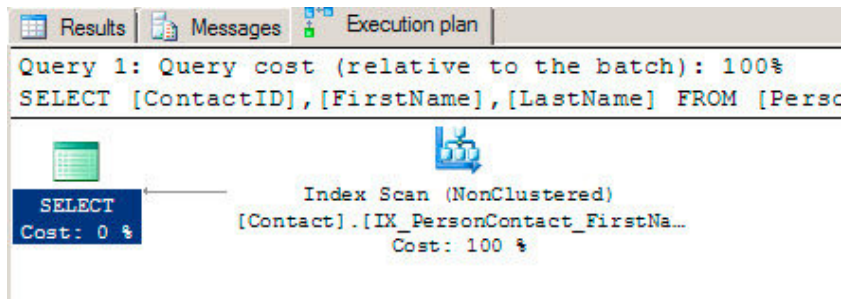 Results Messages Execution plan
Query 1: Query cost (relative to the batch): 100%
SELECT [ContactID],[FirstName],[LastName] FROM [Perso
Index Scan (NonClustered)
SELECT
[Contact].[IX_PersonContact_FirstNa…
Cost: 0 %
Cost: 100 %